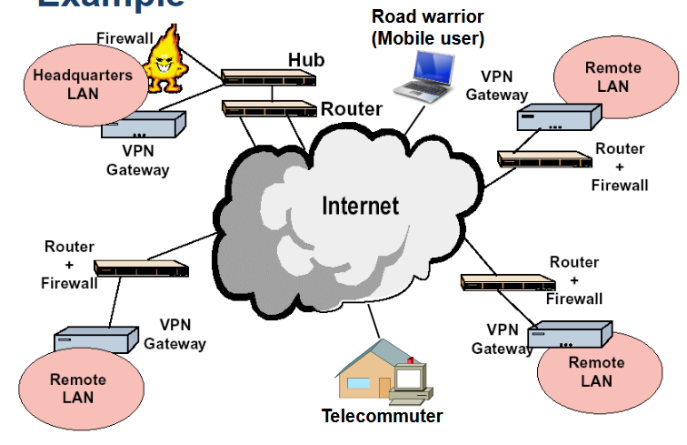 Example
Road warrior
(Mobile user)
Firewall
Hub
Headquarters
LAN
VPN
Gateway
Remote
LAN
Router
VPN
Gateway
Router
+
Firewall
Internet
Router
+
Firewall
Router
+
Firewall
VPN
Gateway
VPN
Gateway
Remote
LAN
Remote
LAN
Telecommuter